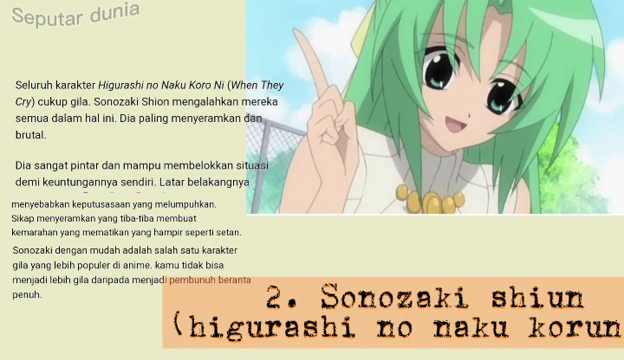 Seputar dunia
Seluruh karakter Higurashi no Naku Koro Ni (When They
Cry) cukup gila. Sonozaki Shion mengalahkan mereka
semua dalam hal ini. Dia paling menyeramkan dan
brutal.
Dia sangat pintar dan mampu membelokkan situasi
demi keuntungannya sendiri. Latar belakangnya
menyebabkan keputusasaan yang melumpuhkan.
Sikap menyeramkan yang tiba-tiba membuat
kemarahan yang mematikan yang hampir seperti setan.
Sonozaki dengan mudah adalah salah satu karakter
gila yang lebih populer di anime. kamu tidak bisa
menjadi lebih gila daripada menjadi pembunuh beranta
penuh.
2. Sonozaki shiun
(higurashi no naku korun